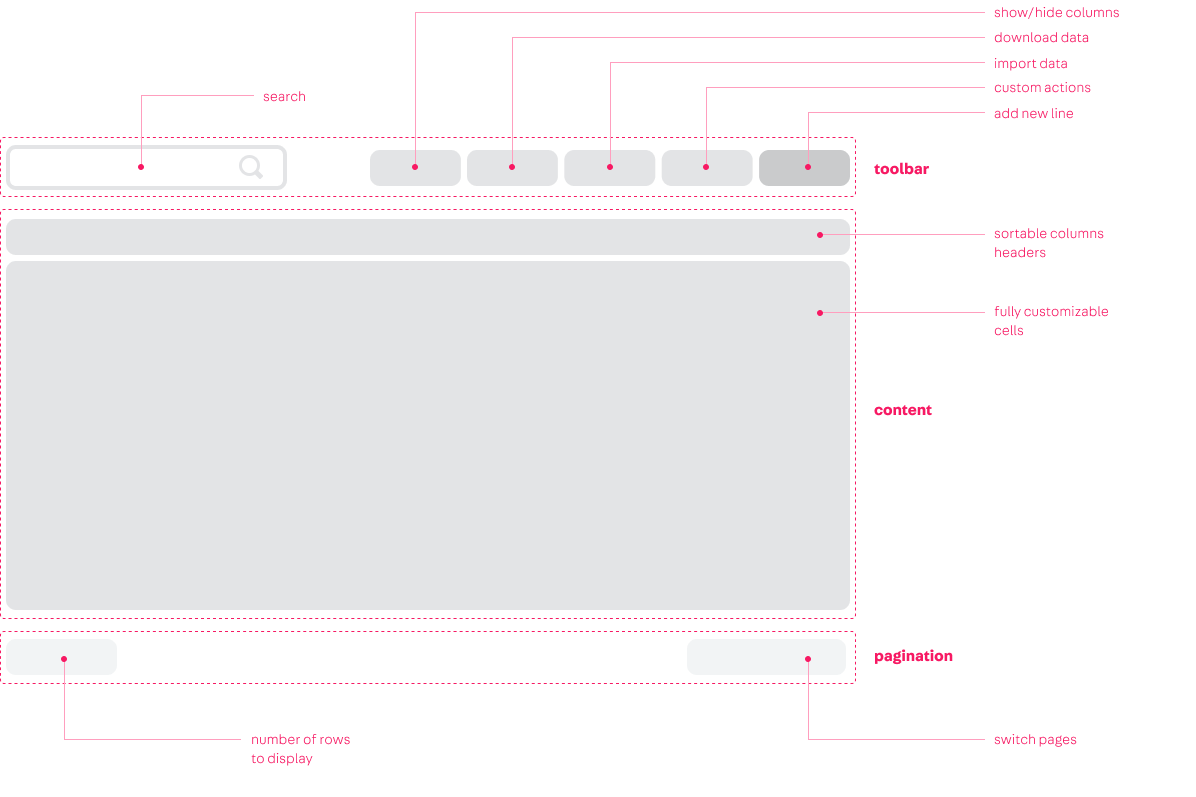 show/hide columns
download data
import data
custom actions
search
add new line
toolbar
sortable columns
headers
fully customizable
cells
content
pagination
number of rows
to display
switch pages